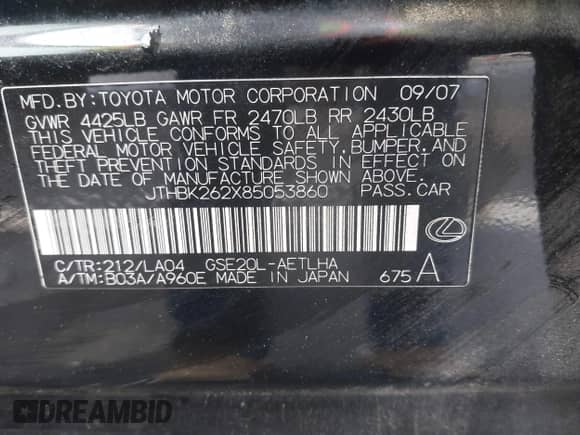 MFD.BY:TOYOTA MOTOR CORPORATION 09/07
GVWR 4425LB GAWR FR 2470LB RR 2430LB
THIS VEHICLE CONFORMS TO ALL APPLICABLE
FEDERAL MOTOR VEHICLE SAFETY,BUMPER,AND
THEFT PREVENTION STANDARDS IN EFFECT ON
THE DATE OF MANUFACTURE SHOWN ABOVE.
JTHBK262X85053860 PASS.CAR
C/TR:212/LA04 GSE20L-AETLHA
A/TM:B03A/A960E MADE IN JAPAN 675 A
DREAMBID